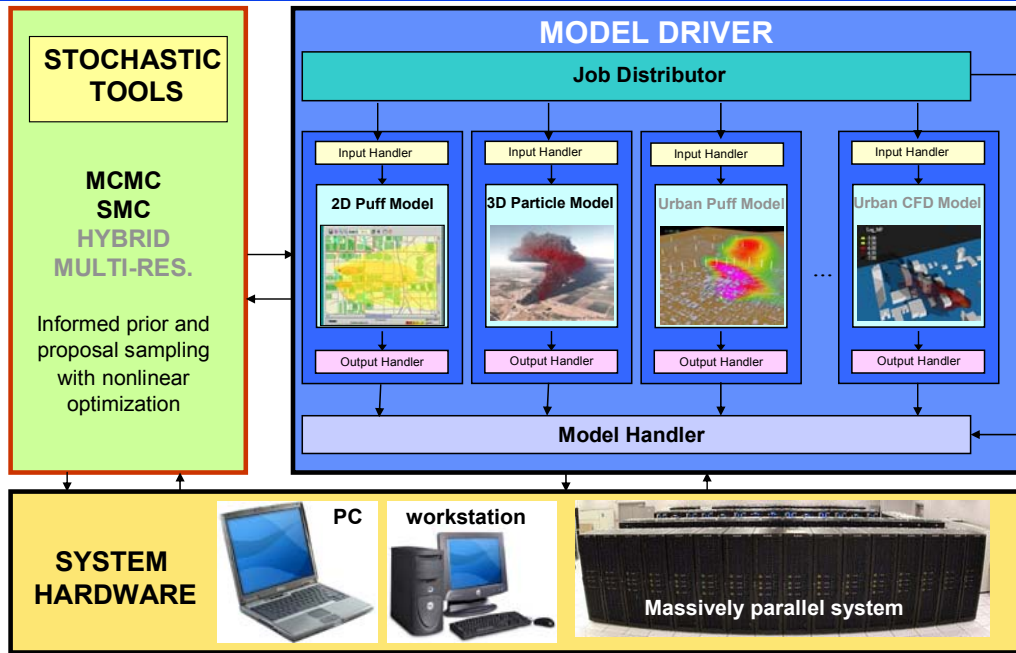 STOCHASTIC
TOOLS
MCMC
SMC
HYBRID
MULTI-RES.
Informed prior and
proposal sampling
with nonlinear
optimization
MODEL DRIVER
Job Distributor
Input Handler
2D Puff Model
Output Handler
Input Handler
3D Particle Model
Output Handler
Input Handler
Urban Puff Model
Output Handler
...
Input Handler
Urban CFD Model
Output Handler
Model Handler
SYSTEM
HARDWARE
PC
workstation
Massively parallel system